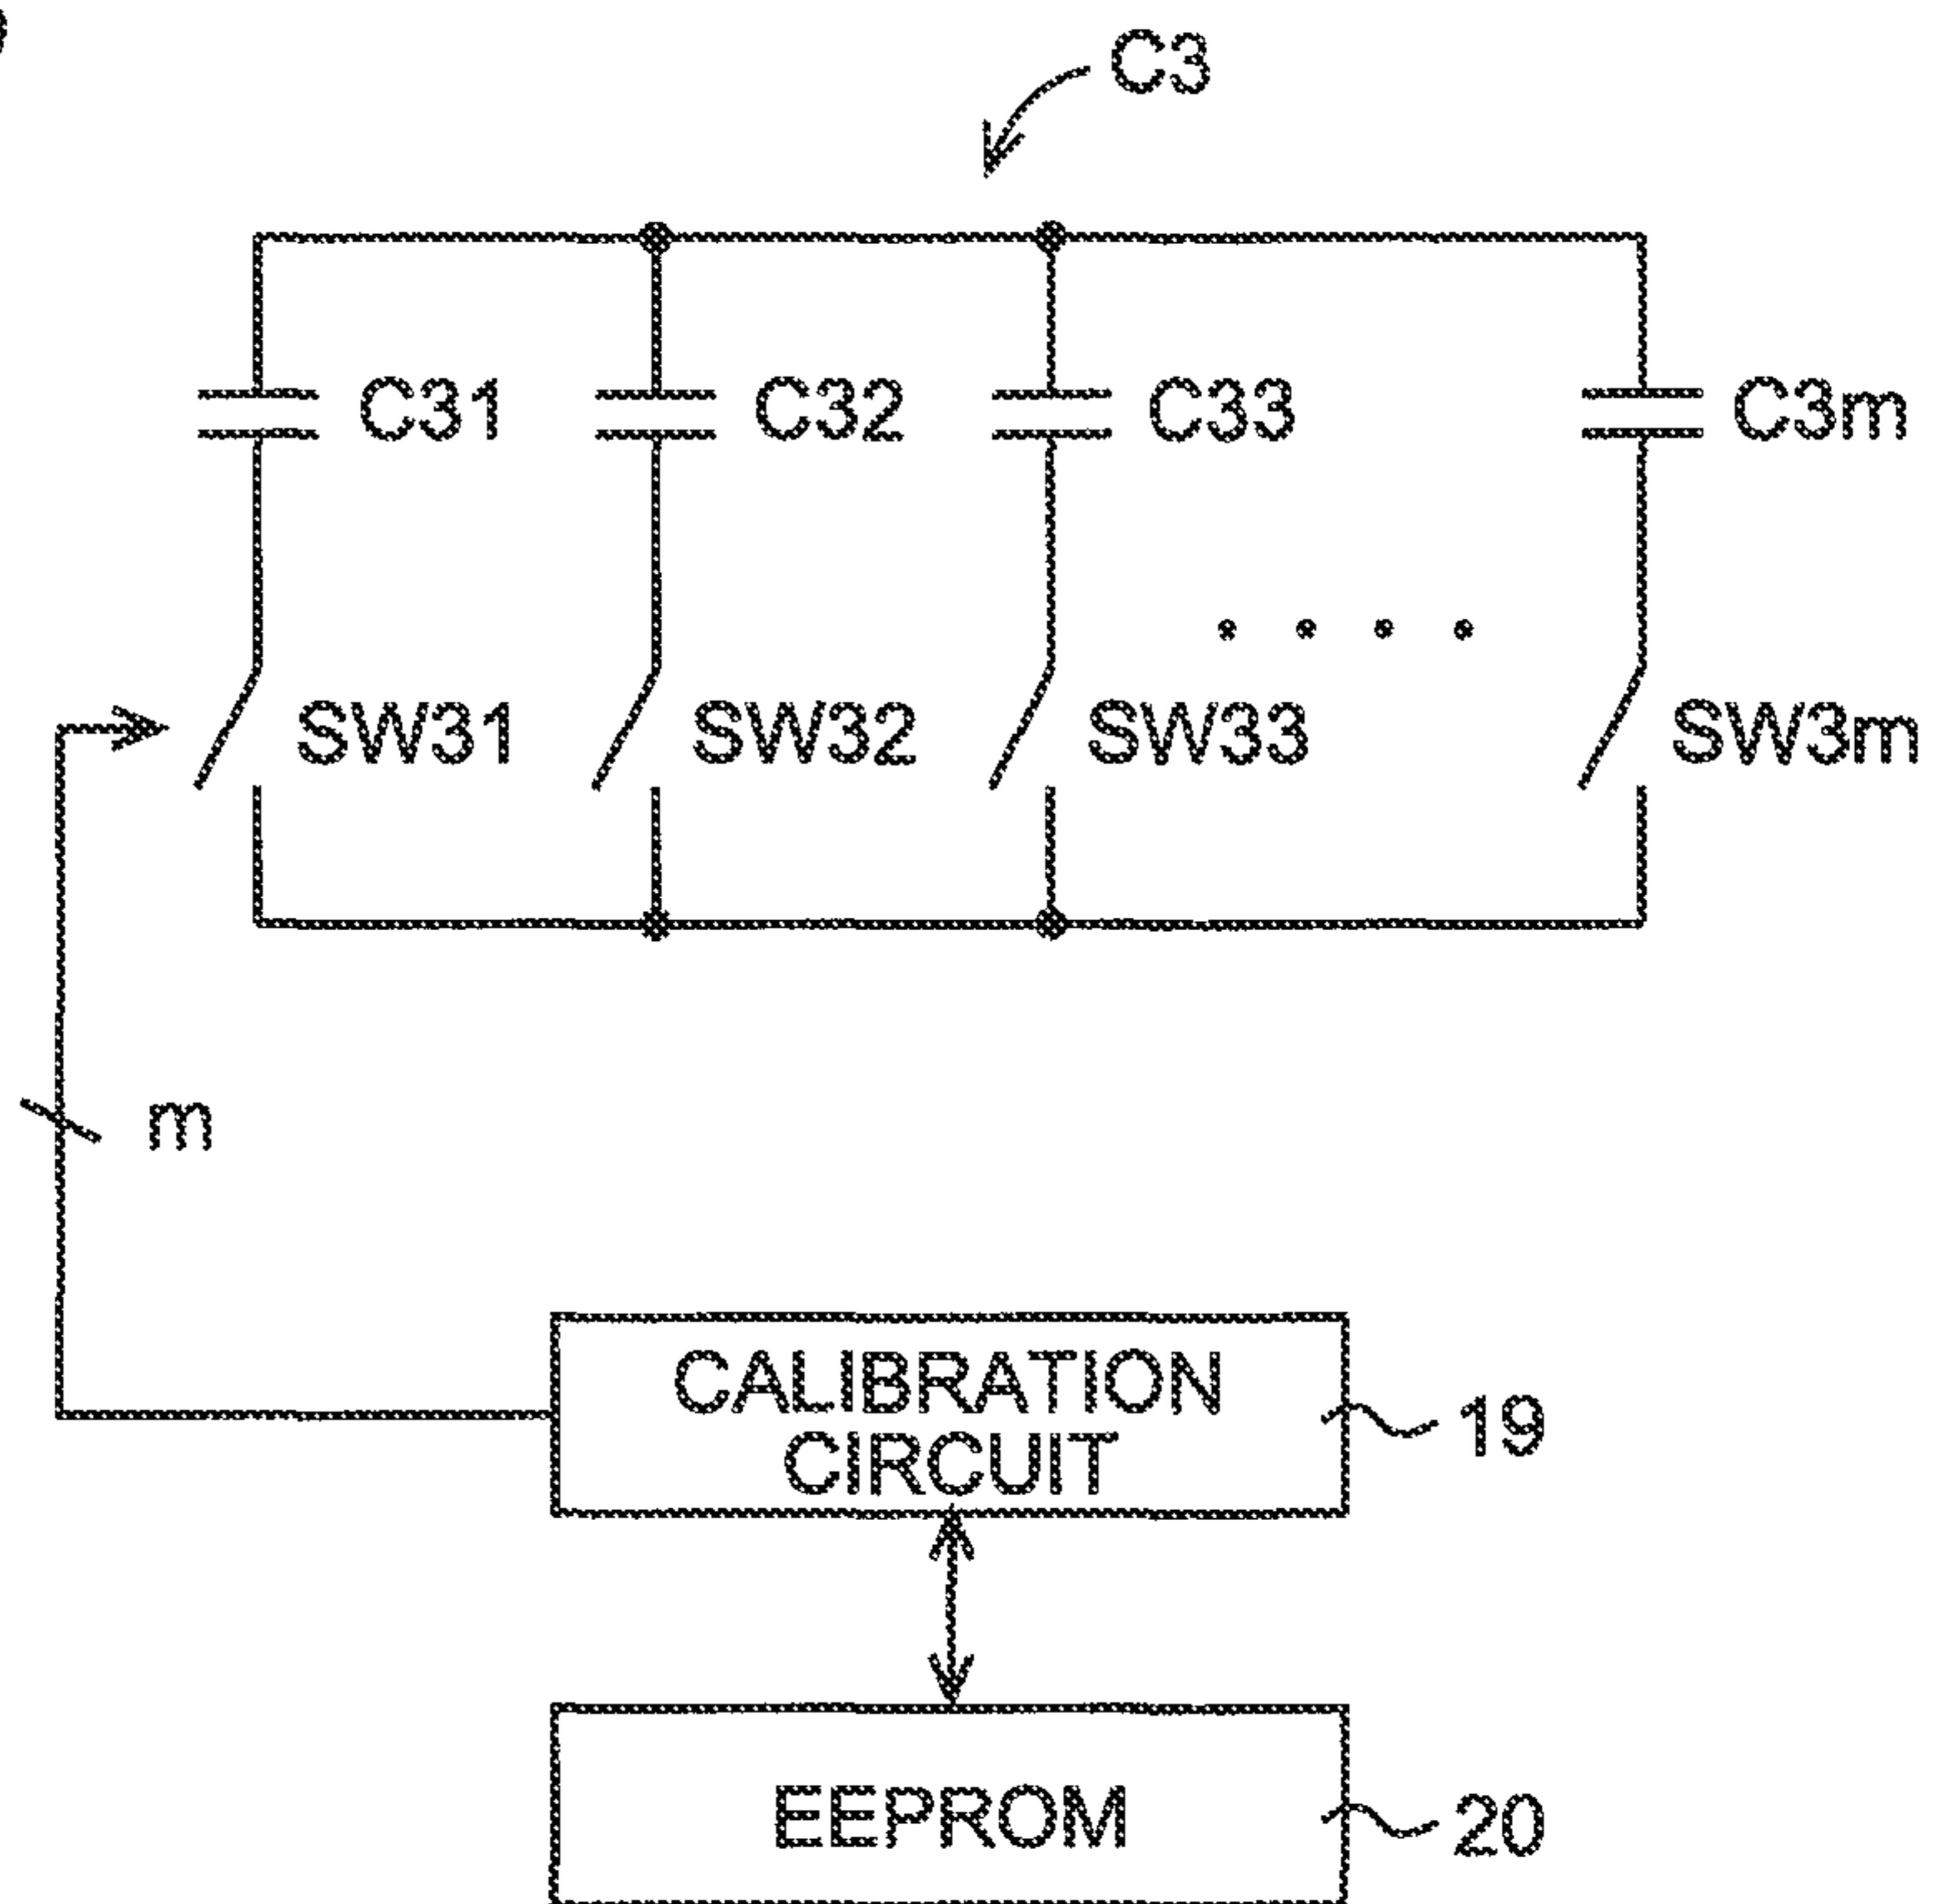 C3
C31 C32 C33 C3m
SW31 SW32 SW33 SW3m
m
CALIBRATION
CIRCUIT
19
EEPROM
20